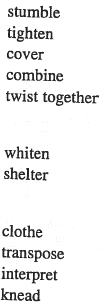 stumble
tighten
cover
combine
twist together
whiten
shelter
clothe
transpose
interpret
knead